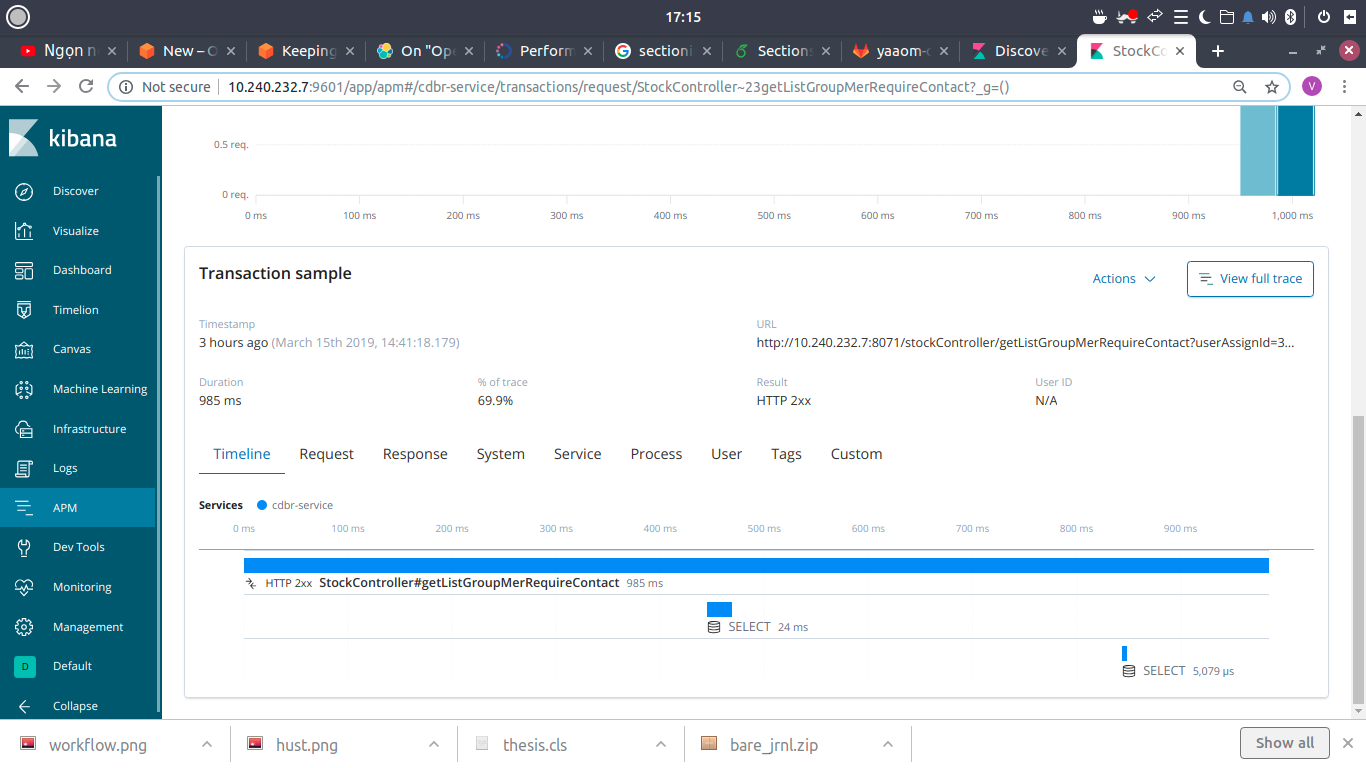 17:15
Ngọn n
New – C
Keeping
On "Ope
Perform
sectioni
Sections
yaaom-c
Discove
StockCo
Not secure
10.240.232.7:9601/app/apm#/cdbr-service/transactions/request/StockController~23getListGroupMerRequireContact?_g=()
V
kibana
Discover
Visualize
Dashboard
Timelion
Canvas
Machine Learning
Infrastructure
Logs
APM
Dev Tools
Monitoring
Management
D Default
Collapse
0.5 req.
0 req.
0 ms 100 ms 200 ms 300 ms 400 ms 500 ms 600 ms 700 ms 800 ms 900 ms 1,000 ms
Transaction sample
Actions
View full trace
Timestamp
3 hours ago (March 15th 2019, 14:41:18.179)
URL
http://10.240.232.7:8071/stockController/getListGroupMerRequireContact?userAssignId=3...
Duration
985 ms
% of trace
69.9%
Result
HTTP 2xx
User ID
N/A
Timeline Request Response System Service Process User Tags Custom
Services cdbr-service
0 ms 100 ms 200 ms 300 ms 400 ms 500 ms 600 ms 700 ms 800 ms 900 ms
HTTP 2xx StockController#getListGroupMerRequireContact 985 ms
SELECT 24 ms
SELECT 5,079 µs
workflow.png
hust.png
thesis.cls
bare_jrnl.zip
Show all